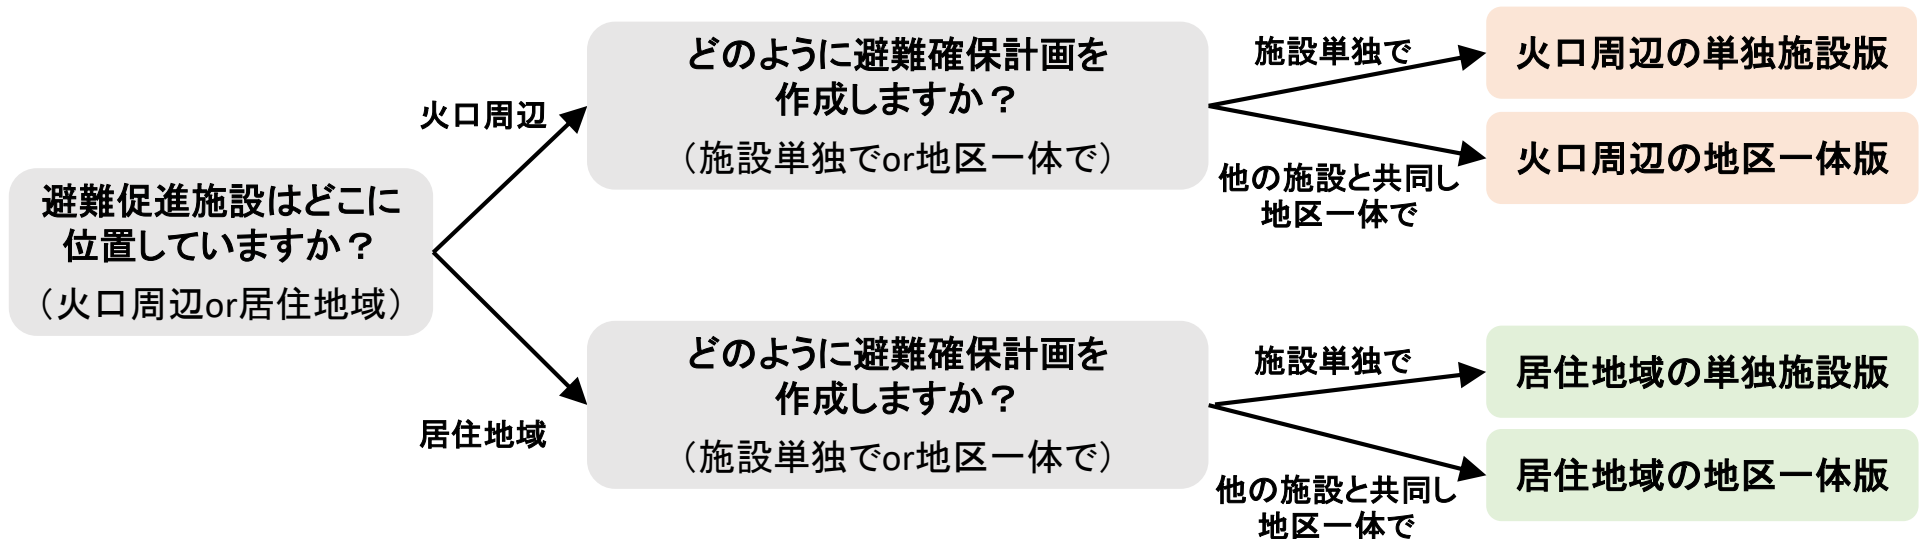 避難促進施設はどこに
位置していますか？
（火口周辺or居住地域）
火口周辺
居住地域
どのように避難確保計画を
作成しますか？
（施設単独でor地区一体で）
施設単独で
他の施設と共同し
地区一体で
火口周辺の単独施設版
火口周辺の地区一体版
どのように避難確保計画を
作成しますか？
（施設単独でor地区一体で）
施設単独で
他の施設と共同し
地区一体で
居住地域の単独施設版
居住地域の地区一体版